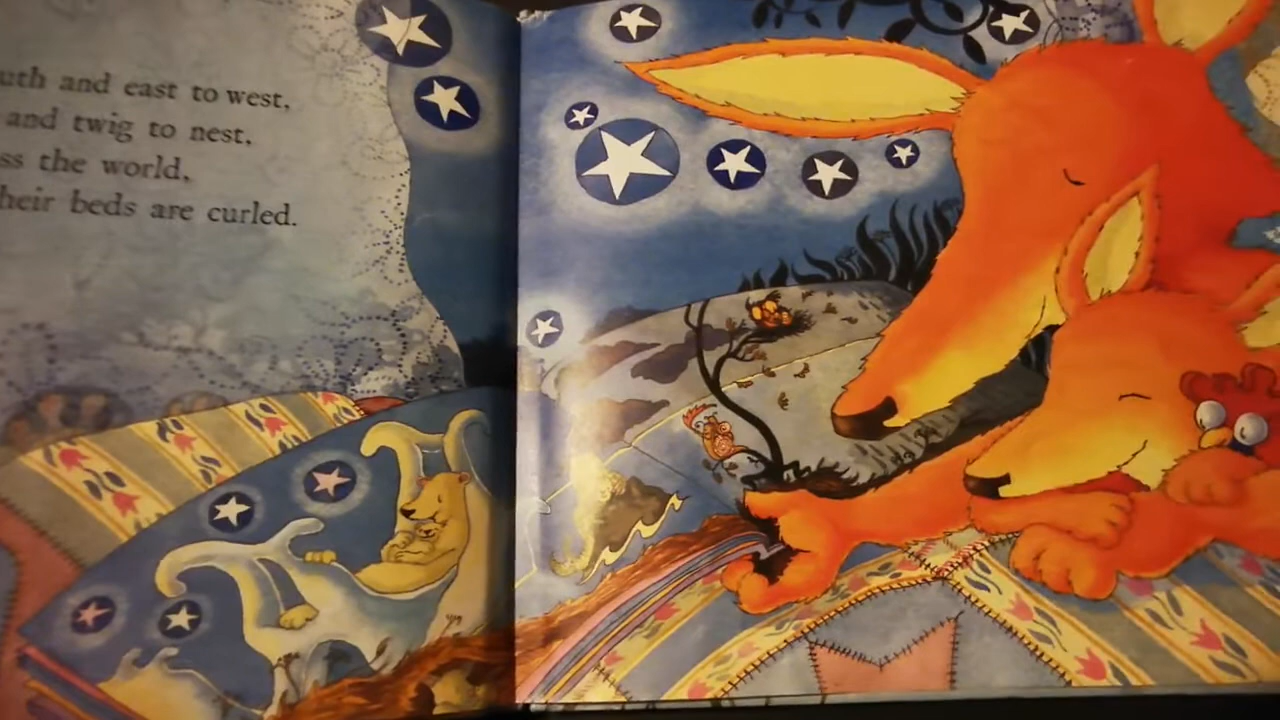 uth and east to west,
and twig to nest,
ss the world,
heir beds are curled.